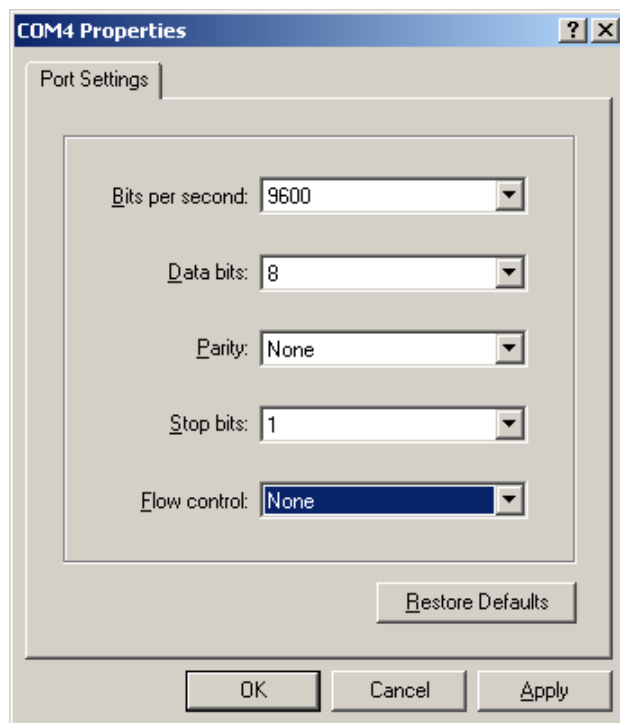 COM4 Properties
Port Settings
Bits per second: 9600
Data bits: 8
Parity: None
Stop bits: 1
Flow control: None
Restore Defaults
OK Cancel Apply